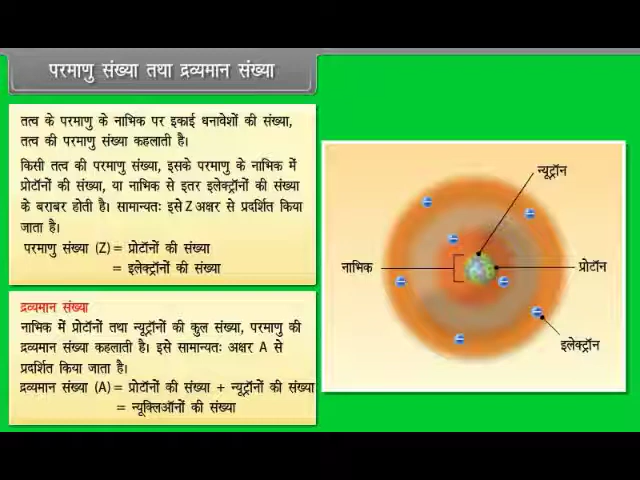 परमाणु संख्या तथा द्रव्यमान संख्या
तत्व के परमाणु के नाभिक पर इकाई धनावेशों की संख्या,
तत्व की परमाणु संख्या कहलाती है।
किसी तत्व की परमाणु संख्या, इसके परमाणु के नाभिक में
प्रोटॉनों की संख्या, या नाभिक से इतर इलेक्ट्रॉनों की संख्या
के बराबर होती है। सामान्यतः इसे Z अक्षर से प्रदर्शित किया
जाता है।
परमाणु संख्या (Z) = प्रोटॉनों की संख्या
= इलेक्ट्रॉनों की संख्या
द्रव्यमान संख्या
नाभिक में प्रोटॉनों तथा न्यूट्रॉनों की कुल संख्या, परमाणु की
द्रव्यमान संख्या कहलाती है। इसे सामान्यतः अक्षर A से
प्रदर्शित किया जाता है।
द्रव्यमान संख्या (A) = प्रोटॉनों की संख्या + न्यूट्रॉनों की संख्या
= न्यूक्लिऑनों की संख्या
न्यूट्रॉन
नाभिक
प्रोटॉन
इलेक्ट्रॉन